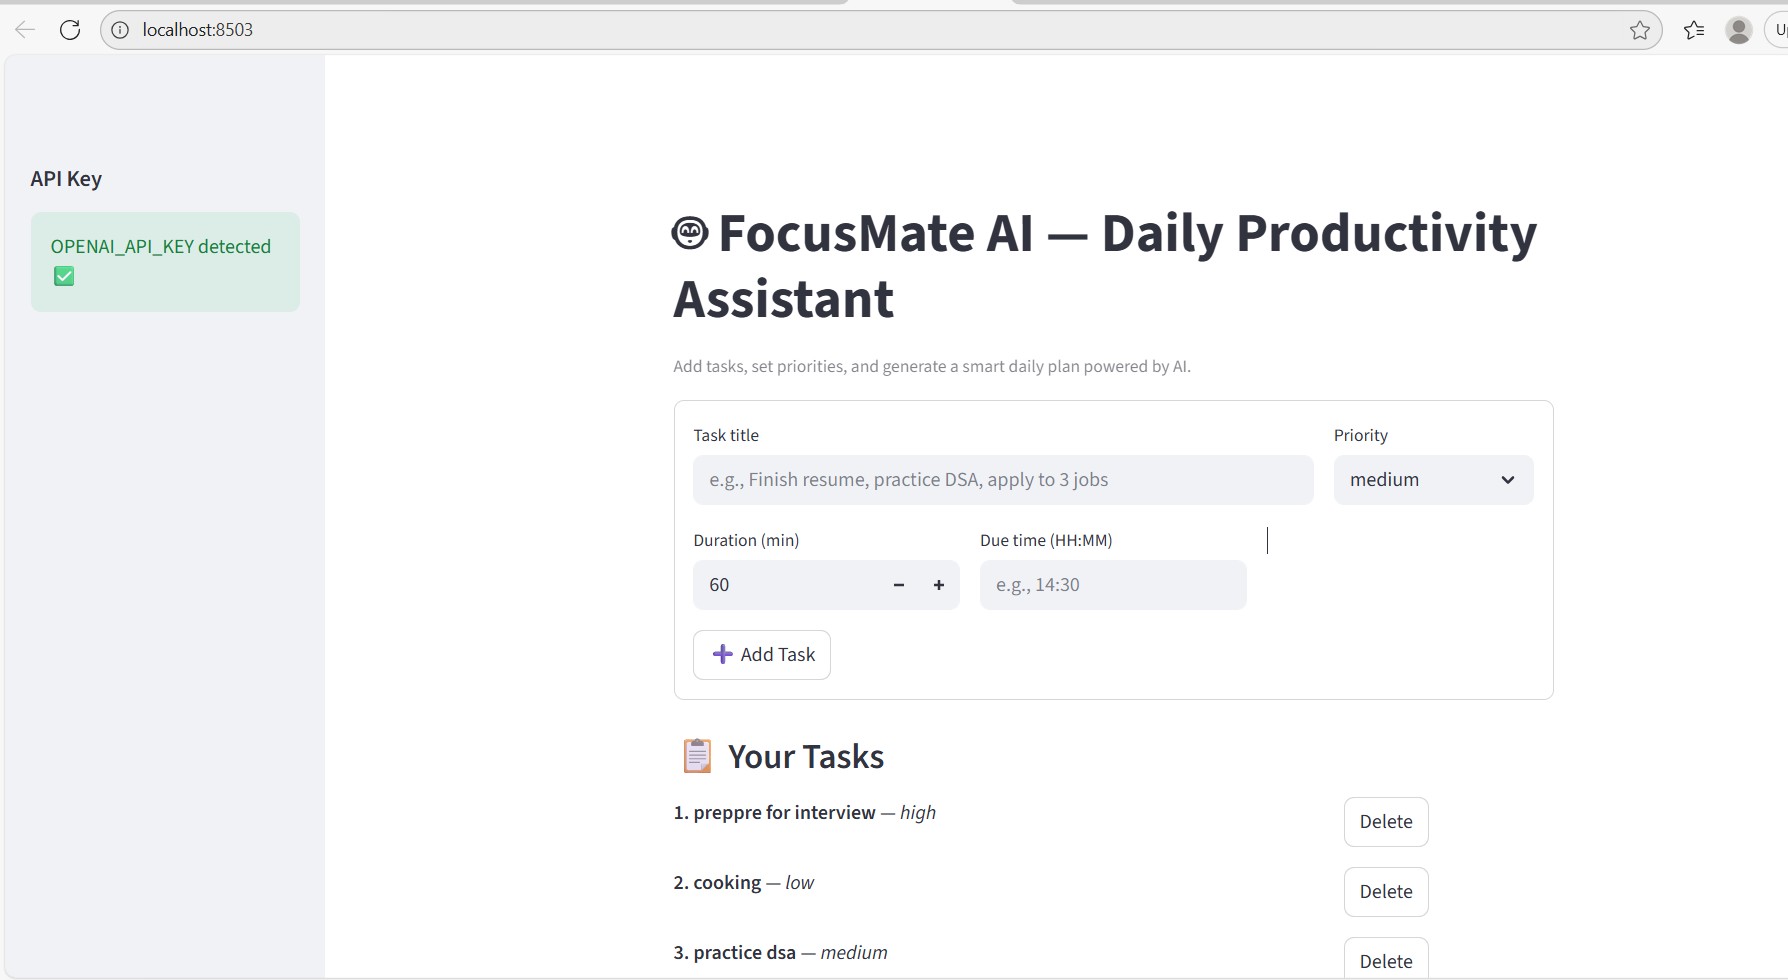 localhost:8503
API Key
OPENAI_API_KEY detected
✅
FocusMate AI — Daily Productivity
Assistant
Add tasks, set priorities, and generate a smart daily plan powered by AI.
Task title
Priority
e.g., Finish resume, practice DSA, apply to 3 jobs
medium
Duration (min)
Due time (HH:MM)
60
e.g., 14:30
Add Task
Your Tasks
1. preppre for interview — high
Delete
2. cooking — low
Delete
3. practice dsa — medium
Delete